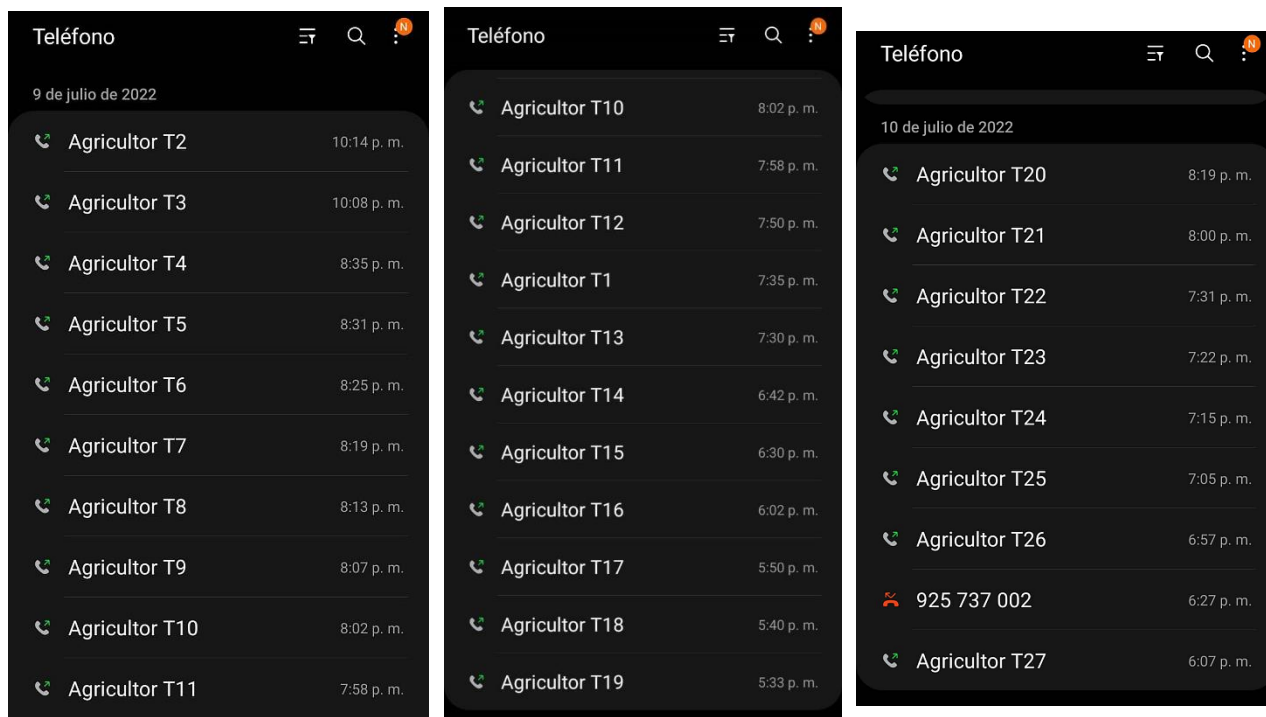 Teléfono
N
9 de julio de 2022
Agricultor T2 10:14 p. m.
Agricultor T3 10:08 p. m.
Agricultor T4 8:35 p. m.
Agricultor T5 8:31 p. m.
Agricultor T6 8:25 p. m.
Agricultor T7 8:19 p. m.
Agricultor T8 8:13 p. m.
Agricultor T9 8:07 p. m.
Agricultor T10 8:02 p. m.
Agricultor T11 7:58 p. m.
Teléfono
N
Agricultor T10 8:02 p. m.
Agricultor T11 7:58 p. m.
Agricultor T12 7:50 p. m.
Agricultor T1 7:35 p. m.
Agricultor T13 7:30 p. m.
Agricultor T14 6:42 p. m.
Agricultor T15 6:30 p. m.
Agricultor T16 6:02 p. m.
Agricultor T17 5:50 p. m.
Agricultor T18 5:40 p. m.
Agricultor T19 5:33 p. m.
Teléfono
N
10 de julio de 2022
Agricultor T20 8:19 p. m.
Agricultor T21 8:00 p. m.
Agricultor T22 7:31 p. m.
Agricultor T23 7:22 p. m.
Agricultor T24 7:15 p. m.
Agricultor T25 7:05 p. m.
Agricultor T26 6:57 p. m.
925 737 002 6:27 p. m.
Agricultor T27 6:07 p. m.